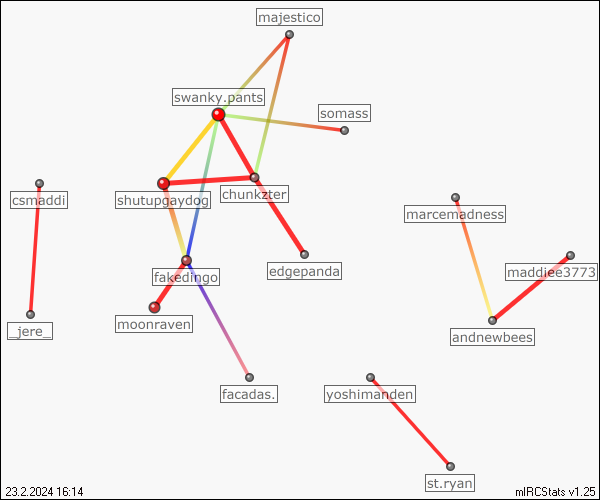 majestico
swanky.pants
somass
csmaddi
shutupgaydog
chunkzter
marcemadness
edgepanda
maddiee3773
fakedingo
_jere_
moonraven
andnewbees
facadas.
yoshimanden
st.ryan
23.2.2024 16:14
mIRCStats v1.25